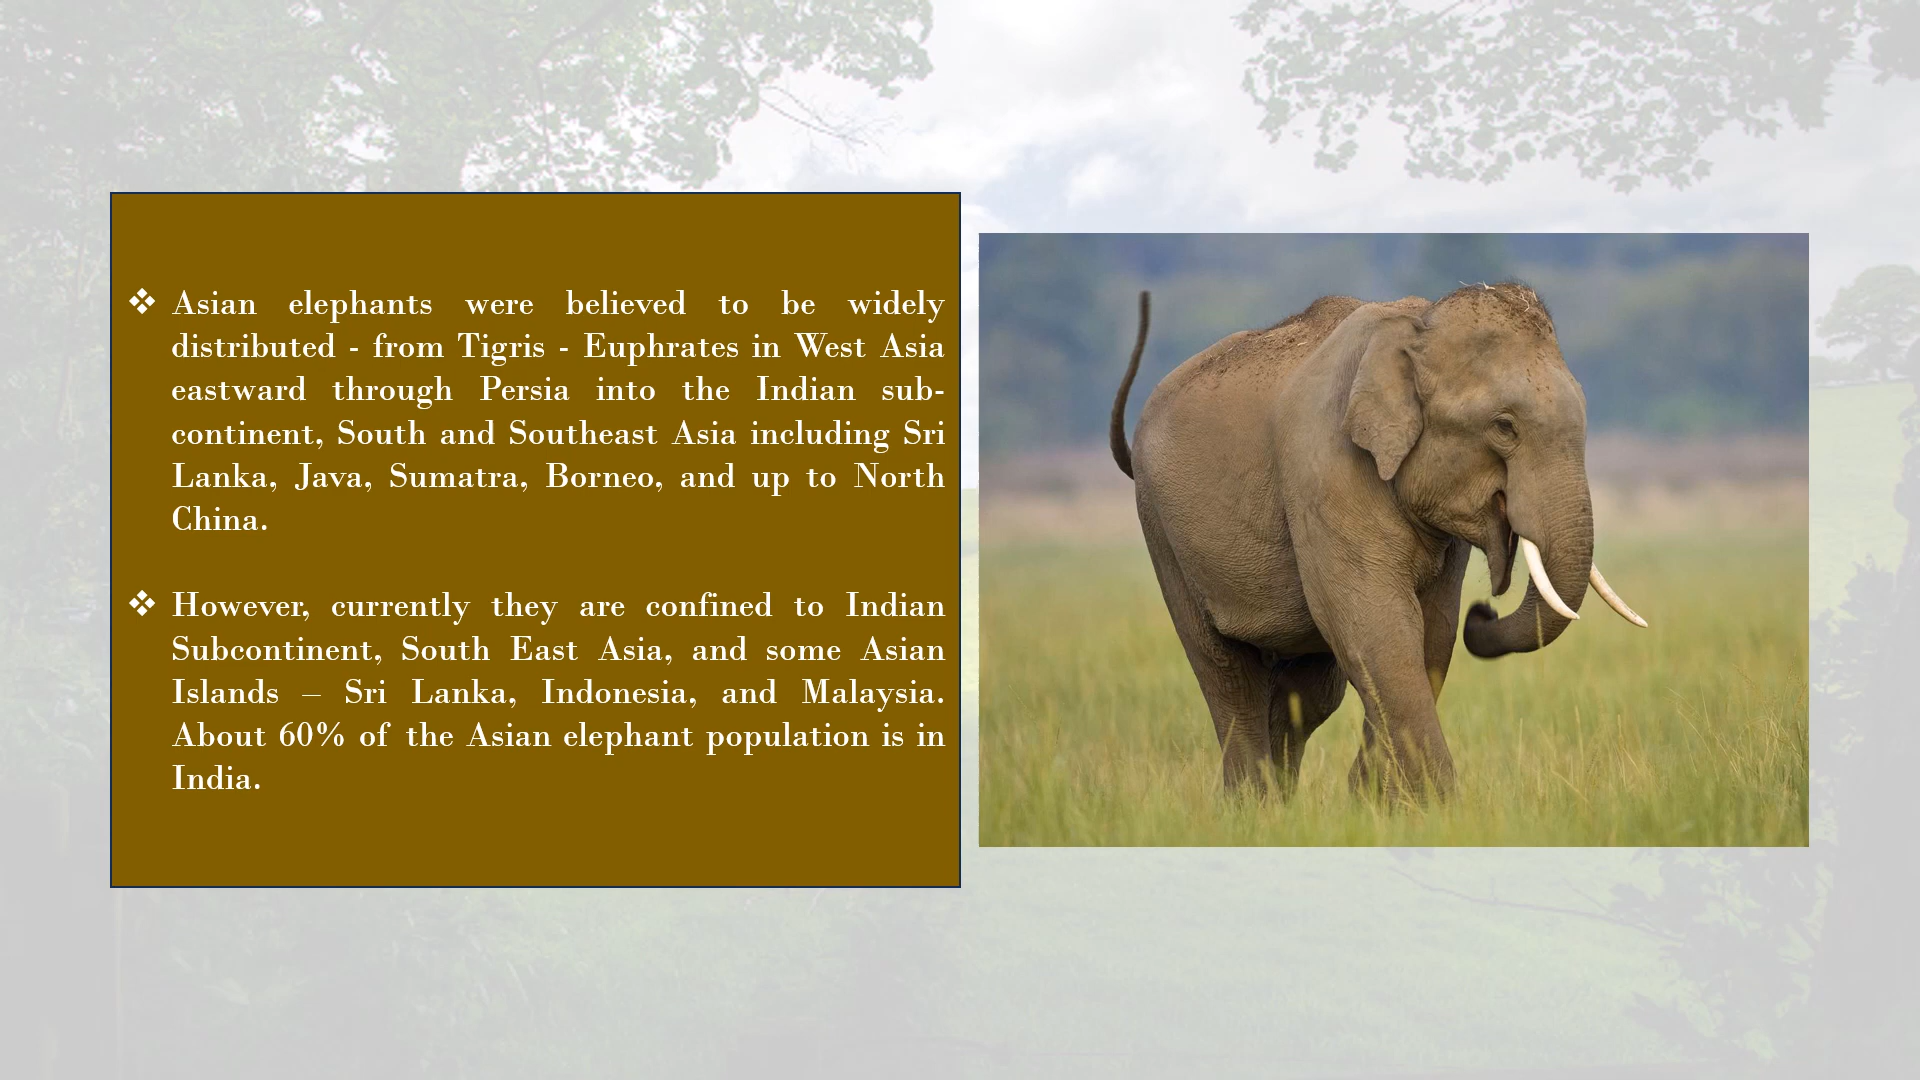 ❖ Asian elephants were believed to be widely
distributed - from Tigris - Euphrates in West Asia
eastward through Persia into the Indian sub-
continent, South and Southeast Asia including Sri
Lanka, Java, Sumatra, Borneo, and up to North
China.
❖ However, currently they are confined to Indian
Subcontinent, South East Asia, and some Asian
Islands – Sri Lanka, Indonesia, and Malaysia.
About 60% of the Asian elephant population is in
India.